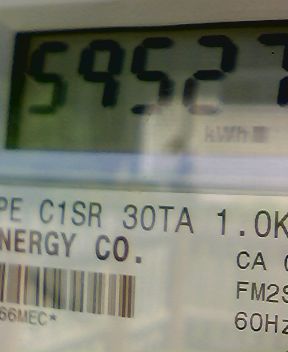 59527
kWh
PE C1SR 30TA 1.0K
NERGY CO.
CA
FM2S
66MEC*
60Hz